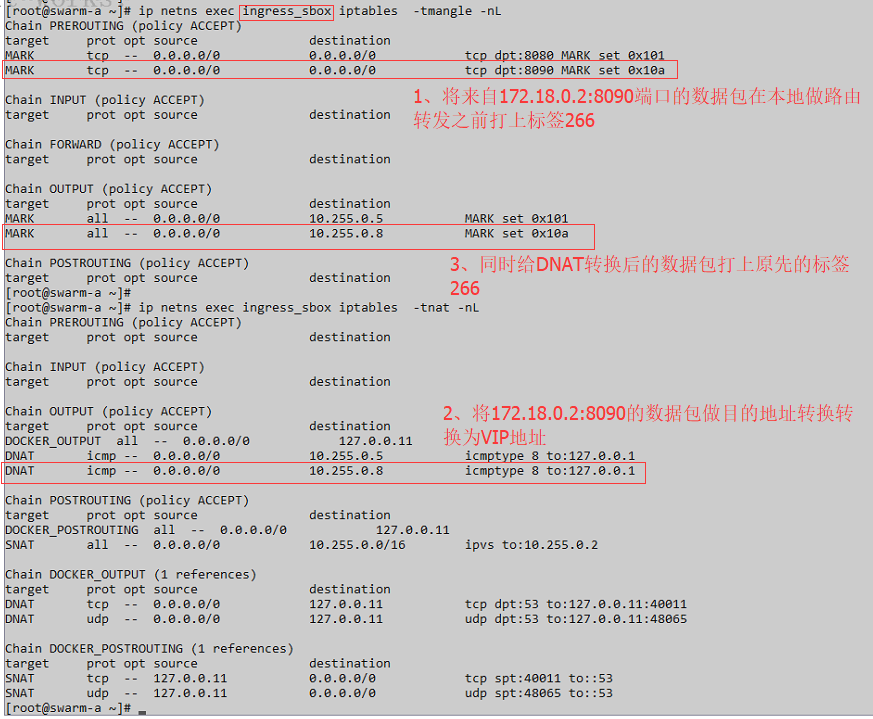 [root@swarm-a ~]# ip netns exec ingress_sbox iptables  -tmangle -nL
Chain PREROUTING (policy ACCEPT)
target     prot opt source               destination
MARK       tcp  --  0.0.0.0/0            0.0.0.0/0            tcp dpt:8080 MARK set 0x101
MARK       tcp  --  0.0.0.0/0            0.0.0.0/0            tcp dpt:8090 MARK set 0x10a
1、将来自172.18.0.2:8090端口的数据包在本地做路由
转发之前打上标签266
Chain INPUT (policy ACCEPT)
target     prot opt source               destination
Chain FORWARD (policy ACCEPT)
target     prot opt source               destination
Chain OUTPUT (policy ACCEPT)
target     prot opt source               destination
MARK       all  --  0.0.0.0/0            10.255.0.5           MARK set 0x101
MARK       all  --  0.0.0.0/0            10.255.0.8           MARK set 0x10a
3、同时给DNAT转换后的数据包打上原先的标签
266
Chain POSTROUTING (policy ACCEPT)
target     prot opt source               destination
[root@swarm-a ~]#
[root@swarm-a ~]# ip netns exec ingress_sbox iptables  -tnat -nL
Chain PREROUTING (policy ACCEPT)
target     prot opt source               destination
Chain INPUT (policy ACCEPT)
target     prot opt source               destination
2、将172.18.0.2:8090的数据包做目的地址转换转
换为VIP地址
Chain OUTPUT (policy ACCEPT)
target     prot opt source               destination
DOCKER_OUTPUT  all  --  0.0.0.0/0            127.0.0.11
DNAT       icmp --  0.0.0.0/0            10.255.0.5           icmptype 8 to:127.0.0.1
DNAT       icmp --  0.0.0.0/0            10.255.0.8           icmptype 8 to:127.0.0.1
Chain POSTROUTING (policy ACCEPT)
target     prot opt source               destination
DOCKER_POSTROUTING  all  --  0.0.0.0/0            127.0.0.11
SNAT       all  --  0.0.0.0/0            10.255.0.0/16        ipvs to:10.255.0.2
Chain DOCKER_OUTPUT (1 references)
target     prot opt source               destination
DNAT       tcp  --  0.0.0.0/0            127.0.0.11           tcp dpt:53 to:127.0.0.11:40011
DNAT       udp  --  0.0.0.0/0            127.0.0.11           udp dpt:53 to:127.0.0.11:48065
Chain DOCKER_POSTROUTING (1 references)
target     prot opt source               destination
SNAT       tcp  --  127.0.0.11           0.0.0.0/0            tcp spt:40011 to::53
SNAT       udp  --  127.0.0.11           0.0.0.0/0            udp spt:48065 to::53
[root@swarm-a ~]#